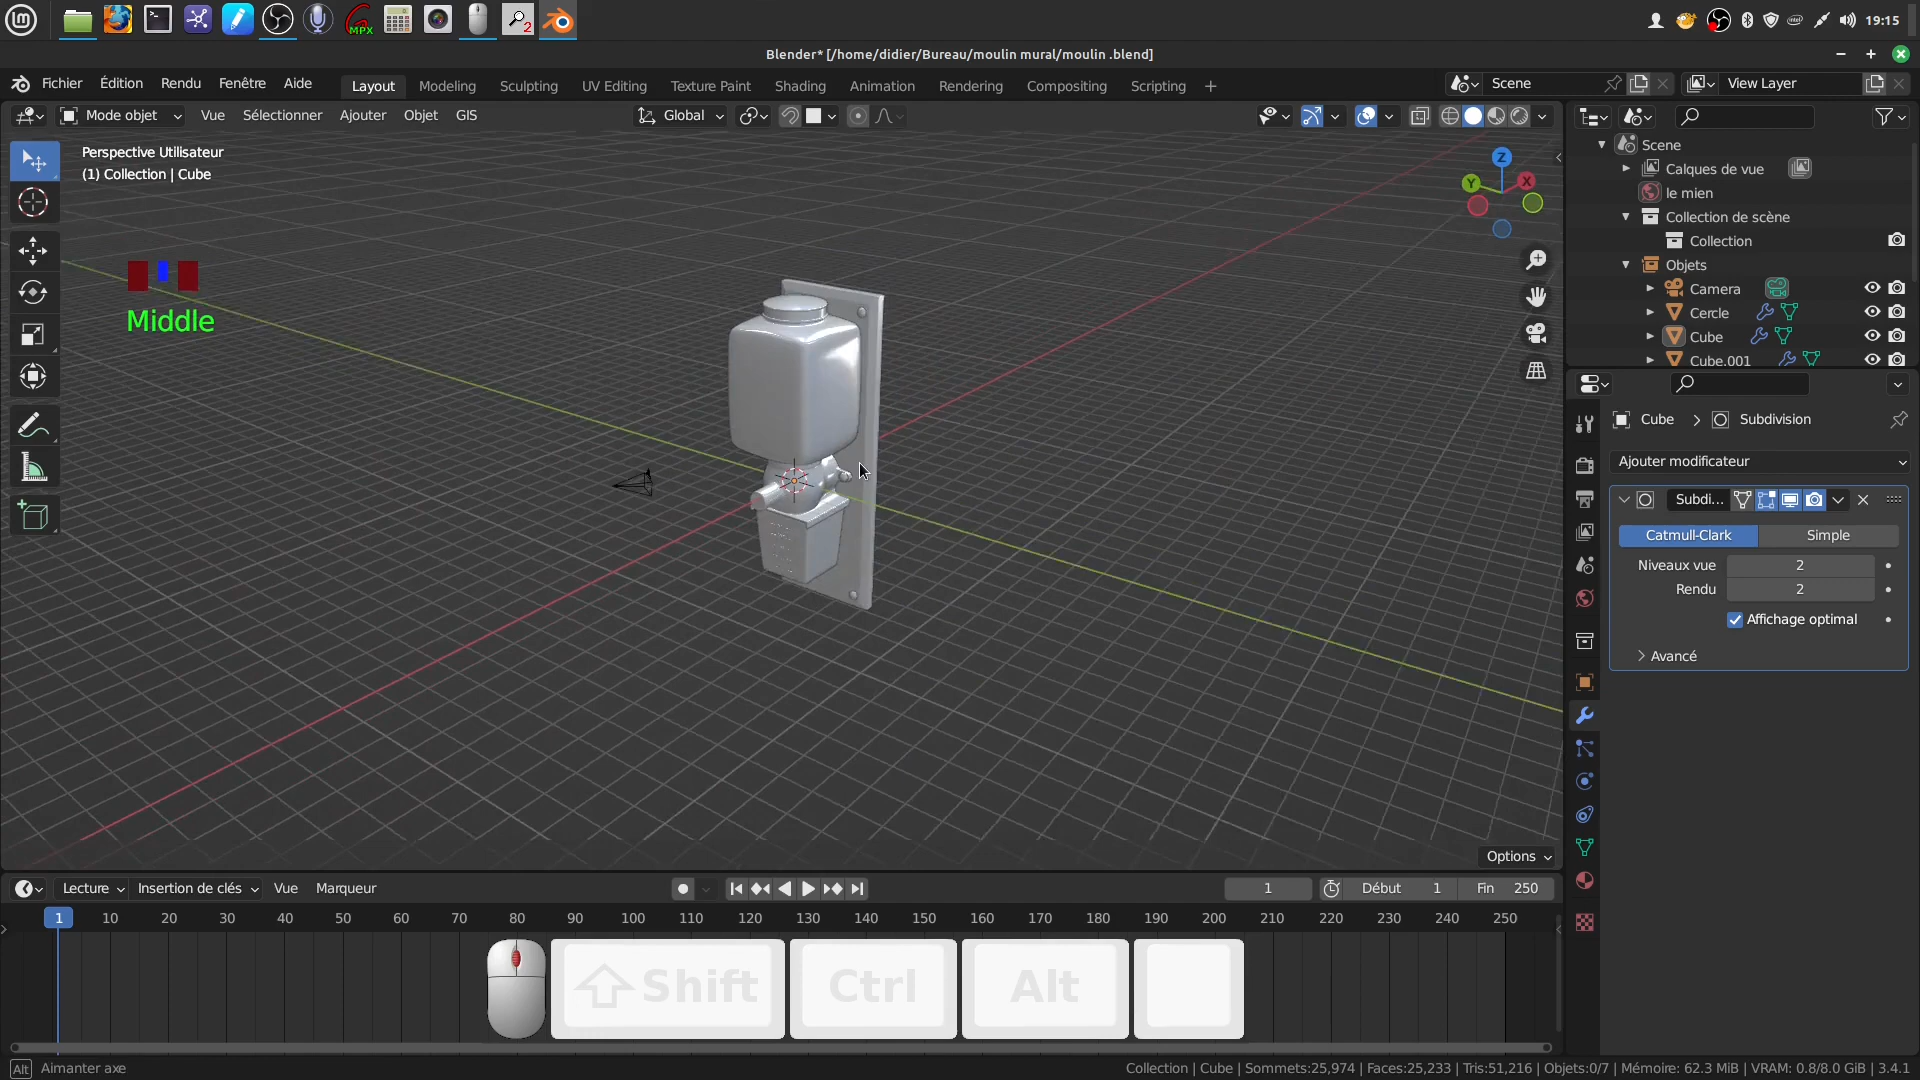 MPX
2
19:15
Blender* [/home/didier/Bureau/moulin mural/moulin .blend]
Fichier Édition Rendu Fenêtre Aide Layout Modeling Sculpting UV Editing Texture Paint Shading Animation Rendering Compositing Scripting + Scene View Layer
Mode objet Vue Sélectionner Ajouter Objet GIS Global
Perspective Utilisateur
(1) Collection | Cube
Z
Y
X
Middle
Options
Scene
Calques de vue
le mien
Collection de scène
Collection
Objets
Camera
Cercle
Cube
Cube.001
Cube > Subdivision
Ajouter modificateur
Subdi...
Catmull-Clark Simple
Niveaux vue 2
Rendu 2
Affichage optimal
Avancé
Lecture Insertion de clés Vue Marqueur 1 Début 1 Fin 250
1 10 20 30 40 50 60 70 80 90 100 110 120 130 140 150 160 170 180 190 200 210 220 230 240 250
Shift Ctrl Alt
Alt Aimanter axe Collection | Cube | Sommets:25,974 | Faces:25,233 | Tris:51,216 | Objets:0/7 | Mémoire: 62.3 MiB | VRAM: 0.8/8.0 GiB | 3.4.1